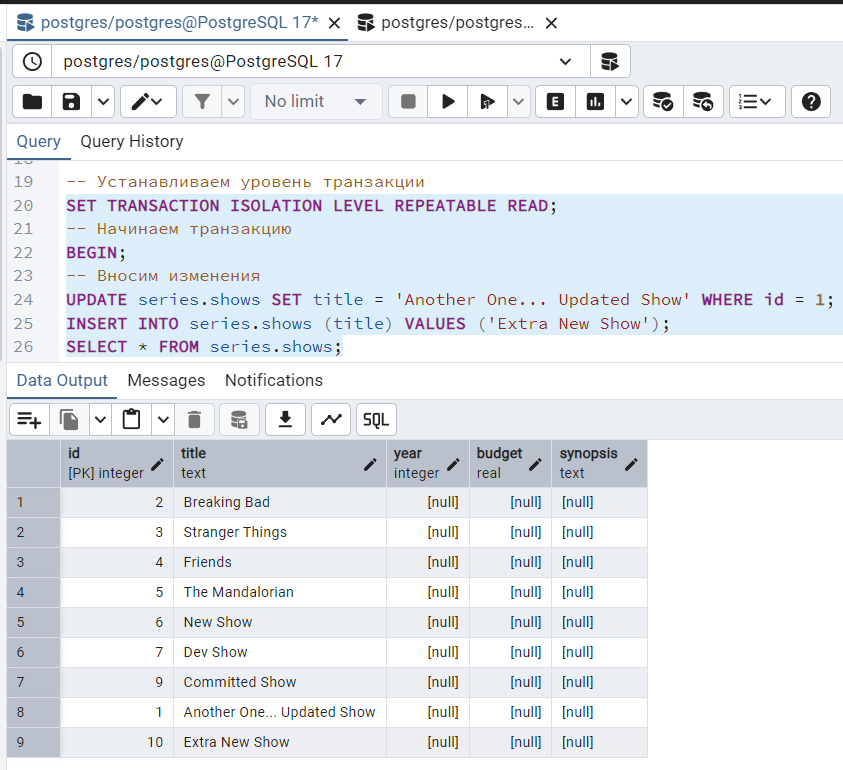 postgres/postgres@PostgreSQL 17*
postgres/postgres...
postgres/postgres@PostgreSQL 17
No limit
E
SQL
Query
Query History
18
19 -- Устанавливаем уровень транзакции
20 SET TRANSACTION ISOLATION LEVEL REPEATABLE READ;
21 -- Начинаем транзакцию
22 BEGIN;
23 -- Вносим изменения
24 UPDATE series.shows SET title = 'Another One... Updated Show' WHERE id = 1;
25 INSERT INTO series.shows (title) VALUES ('Extra New Show');
26 SELECT * FROM series.shows;
Data Output Messages Notifications
id title year budget synopsis
[PK] integer text integer real text
1 2 Breaking Bad [null] [null] [null]
2 3 Stranger Things [null] [null] [null]
3 4 Friends [null] [null] [null]
4 5 The Mandalorian [null] [null] [null]
5 6 New Show [null] [null] [null]
6 7 Dev Show [null] [null] [null]
7 9 Committed Show [null] [null] [null]
8 1 Another One... Updated Show [null] [null] [null]
9 10 Extra New Show [null] [null] [null]